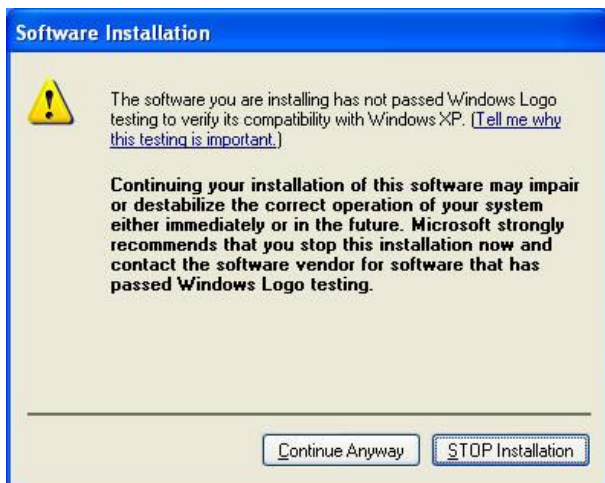 Software Installation
The software you are installing has not passed Windows Logo
testing to verify its compatibility with Windows XP. (Tell me why
this testing is important.)
Continuing your installation of this software may impair
or destabilize the correct operation of your system
either immediately or in the future. Microsoft strongly
recommends that you stop this installation now and
contact the software vendor for software that has
passed Windows Logo testing.
Continue Anyway STOP Installation